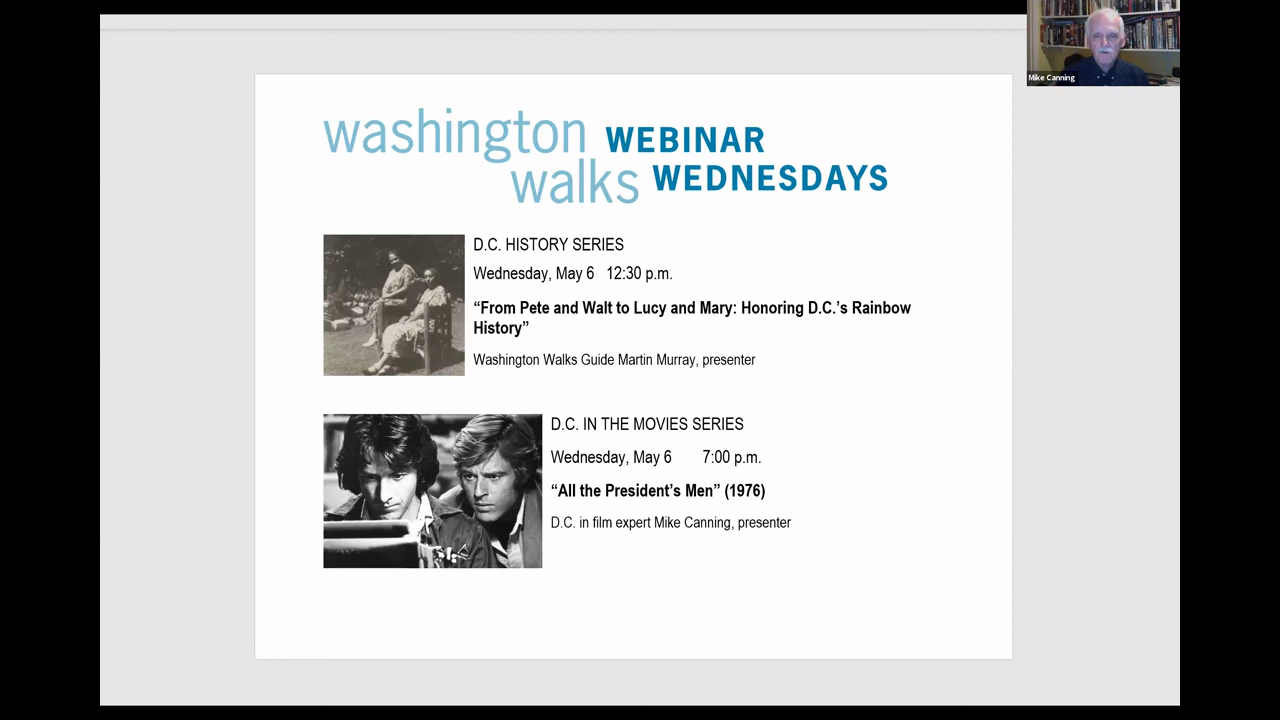 Mike Canning
washington WEBINAR
walks WEDNESDAYS
D.C. HISTORY SERIES
Wednesday, May 6 12:30 p.m.
“From Pete and Walt to Lucy and Mary: Honoring D.C.’s Rainbow
History”
Washington Walks Guide Martin Murray, presenter
D.C. IN THE MOVIES SERIES
Wednesday, May 6 7:00 p.m.
“All the President’s Men” (1976)
D.C. in film expert Mike Canning, presenter